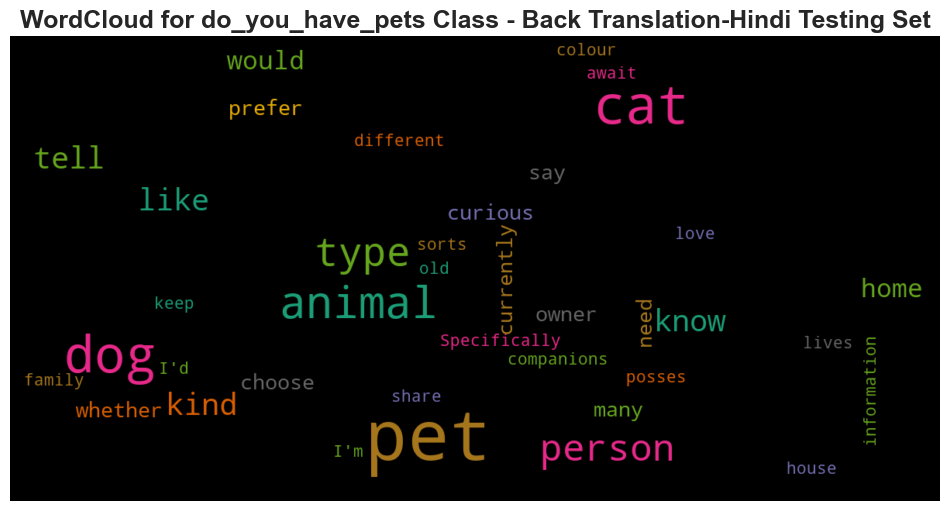 WordCloud for do_you_have_pets Class - Back Translation-Hindi Testing Set
colour
would
await
cat
prefer
different
tell
say
like
curious
love
type
sorts
currently
old
home
animal
keep
owner
need
know
Specifically
lives
dog
companions
I'd
information
family
choose
posses
share
whether
kind
many
pet
person
I'm
house